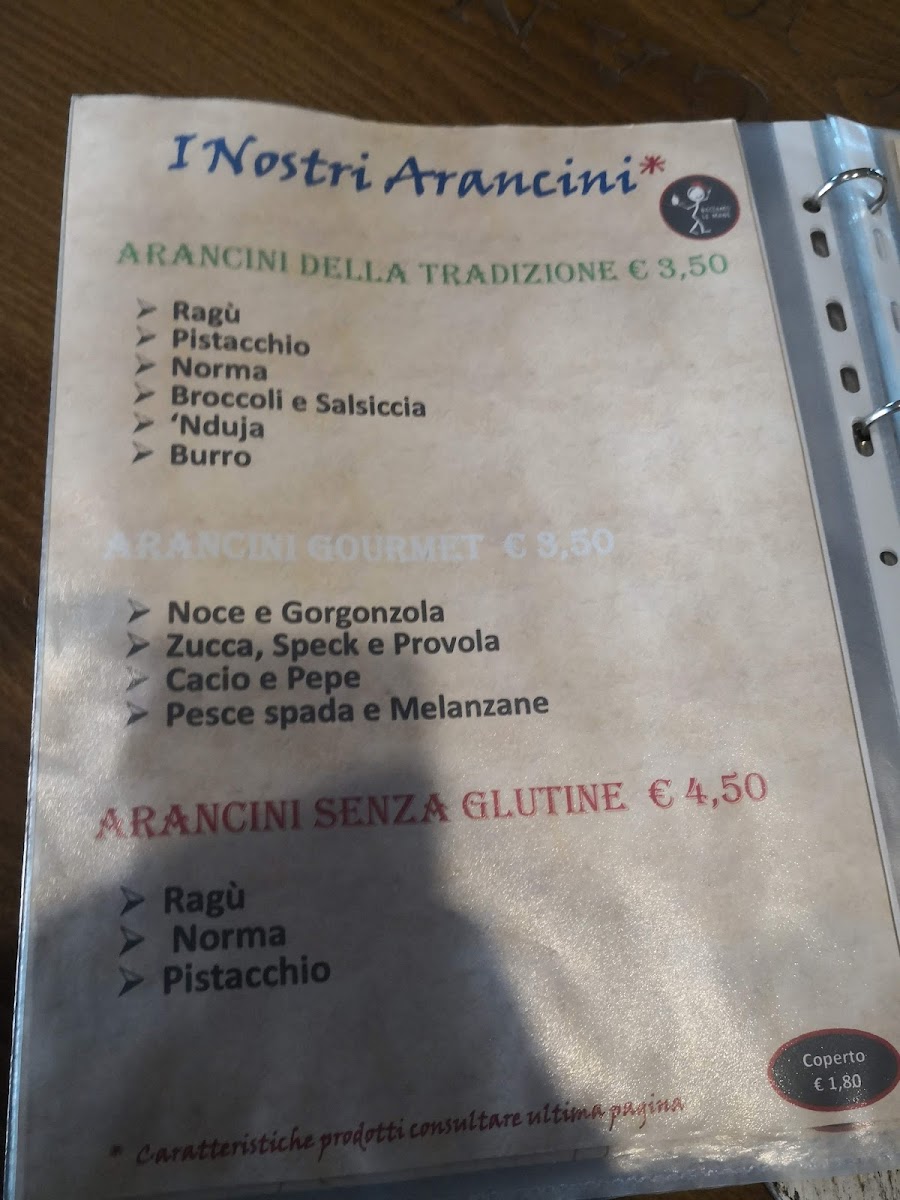 I Nostri Arancini*
ARANCINI DELLA TRADIZIONE € 3,50
Ragù
Pistacchio
Norma
Broccoli e Salsiccia
‘Nduja
Burro
ARANCINI GOURMET € 3,50
Noce e Gorgonzola
Zucca, Speck e Provola
Cacio e Pepe
Pesce spada e Melanzane
ARANCINI SENZA GLUTINE € 4,50
Ragù
Norma
Pistacchio
Coperto
€ 1,80
* Caratteristiche prodotti consultare ultima pagina